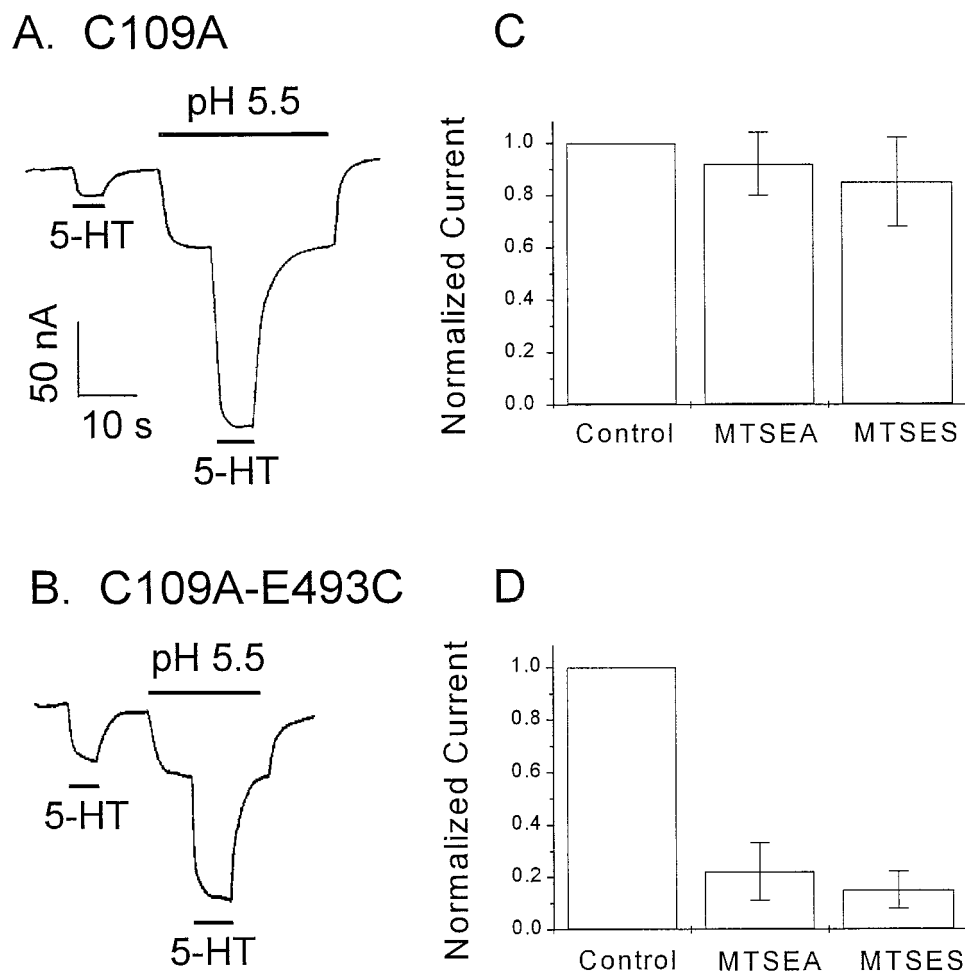 A. C109A
pH 5.5
5-HT
50 nA
10 s
5-HT
C
Normalized Current
1.0
0.8
0.6
0.4
0.2
0.0
Control MTSEA MTSES
B. C109A-E493C
pH 5.5
5-HT
5-HT
D
Normalized Current
1.0
0.8
0.6
0.4
0.2
0.0
Control MTSEA MTSES